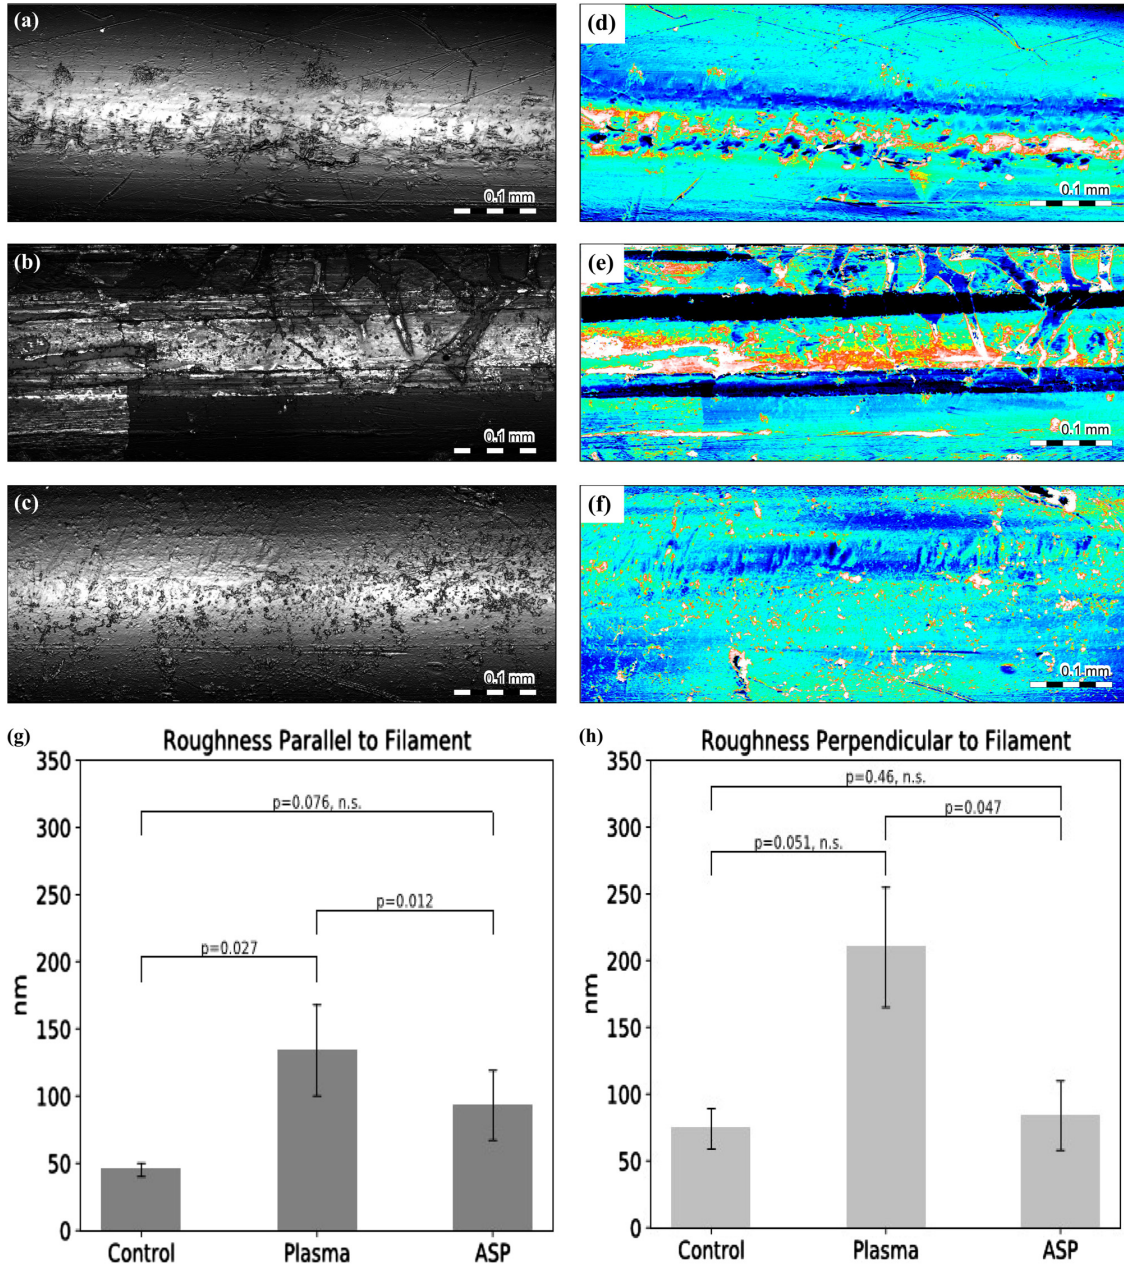 (a)
0.1 mm
(d)
0.1 mm
(b)
0.1 mm
(e)
0.1 mm
(c)
0.1 mm
(f)
0.1 mm
(g)
Roughness Parallel to Filament
350
300
250
200
150
100
50
0
nm
p=0.076, n.s.
p=0.012
p=0.027
Control Plasma ASP
(h)
Roughness Perpendicular to Filament
350
300
250
200
150
100
50
0
nm
p=0.46, n.s.
p=0.047
p=0.051, n.s.
Control Plasma ASP